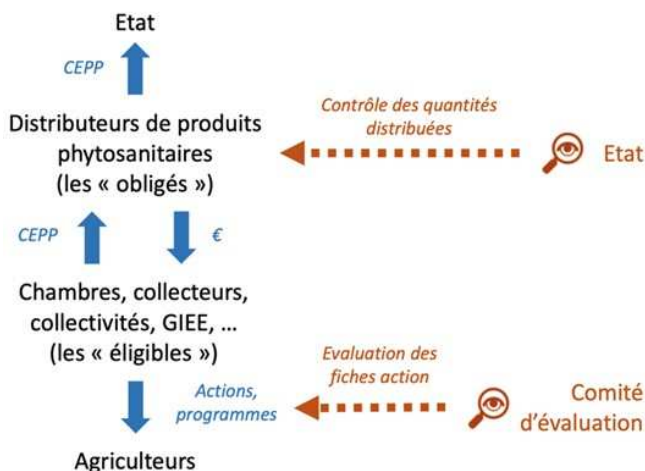 Etat
CEPP
Distributeurs de produits
phytosanitaires
(les « obligés »)
Contrôle des quantités
distribuées
Etat
CEPP
€
Chambres, collecteurs,
collectivités, GIEE, ...
(les « éligibles »)
Evaluation des
fiches action
Actions,
programmes
Comité
d'évaluation
Agriculteurs